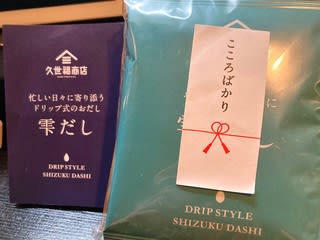 久世福商店
忙しい日々に寄り添う
ドリップ式のおだし
雫だし
DRIP STYLE
SHIZUKU DASHI
こころばかり
に
DRIP STYLE
SHIZUKU DASHI